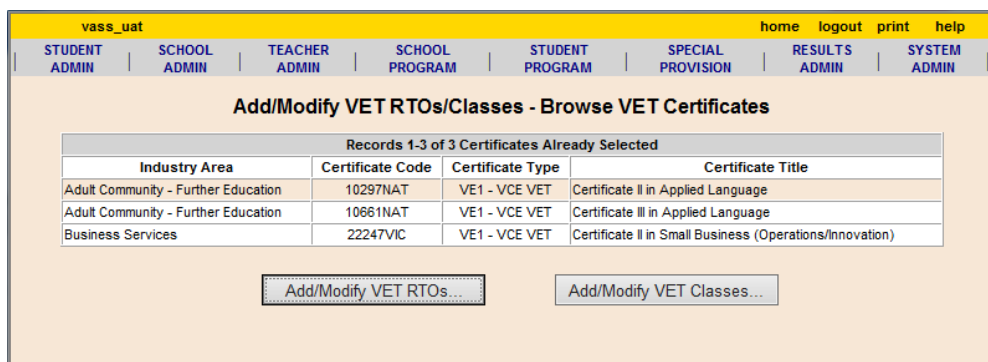 vass_uat home logout print help
STUDENT ADMIN SCHOOL ADMIN TEACHER ADMIN SCHOOL PROGRAM STUDENT PROGRAM SPECIAL PROVISION RESULTS ADMIN SYSTEM ADMIN
Add/Modify VET RTOs/Classes - Browse VET Certificates
Records 1-3 of 3 Certificates Already Selected
Industry Area Certificate Code Certificate Type Certificate Title
Adult Community - Further Education 10297NAT VE1 - VCE VET Certificate II in Applied Language
Adult Community - Further Education 10661NAT VE1 - VCE VET Certificate III in Applied Language
Business Services 22247VIC VE1 - VCE VET Certificate II in Small Business (Operations/Innovation)
Add/Modify VET RTOs... Add/Modify VET Classes...